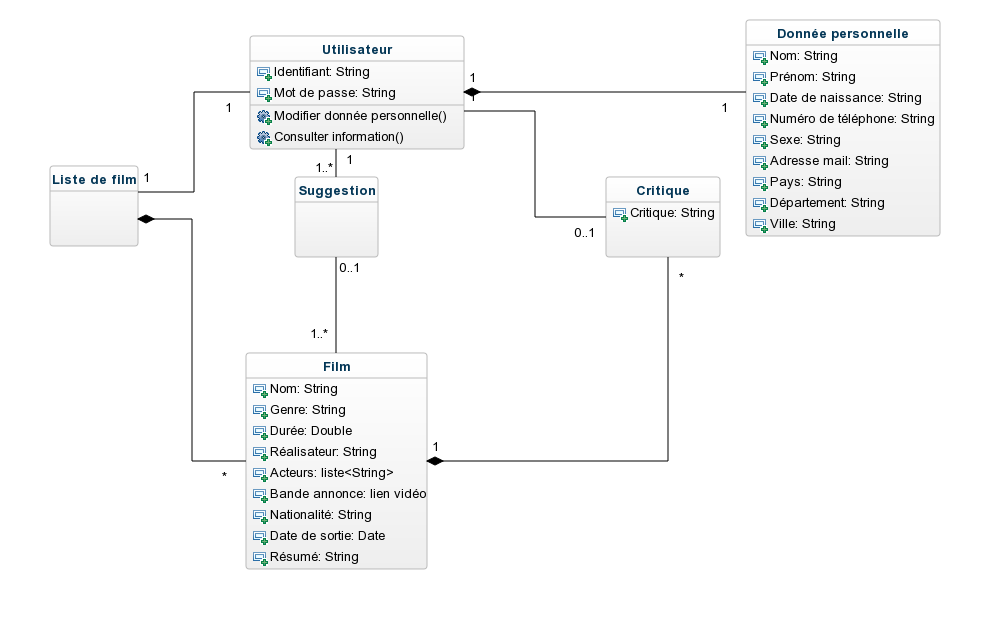 Utilisateur
Identifiant: String
Mot de passe: String
Modifier donnée personnelle()
Consulter information()
1
1
1
1
1
Donnée personnelle
Nom: String
Prénom: String
Date de naissance: String
Numéro de téléphone: String
Sexe: String
Adresse mail: String
Pays: String
Département: String
Ville: String
Liste de film
1
1..*
1
Suggestion
0..1
1..*
Critique
Critique: String
0..1
*
Film
Nom: String
Genre: String
Durée: Double
Réalisateur: String
Acteurs: liste<String>
Bande annonce: lien vidéo
Nationalité: String
Date de sortie: Date
Résumé: String
1
*